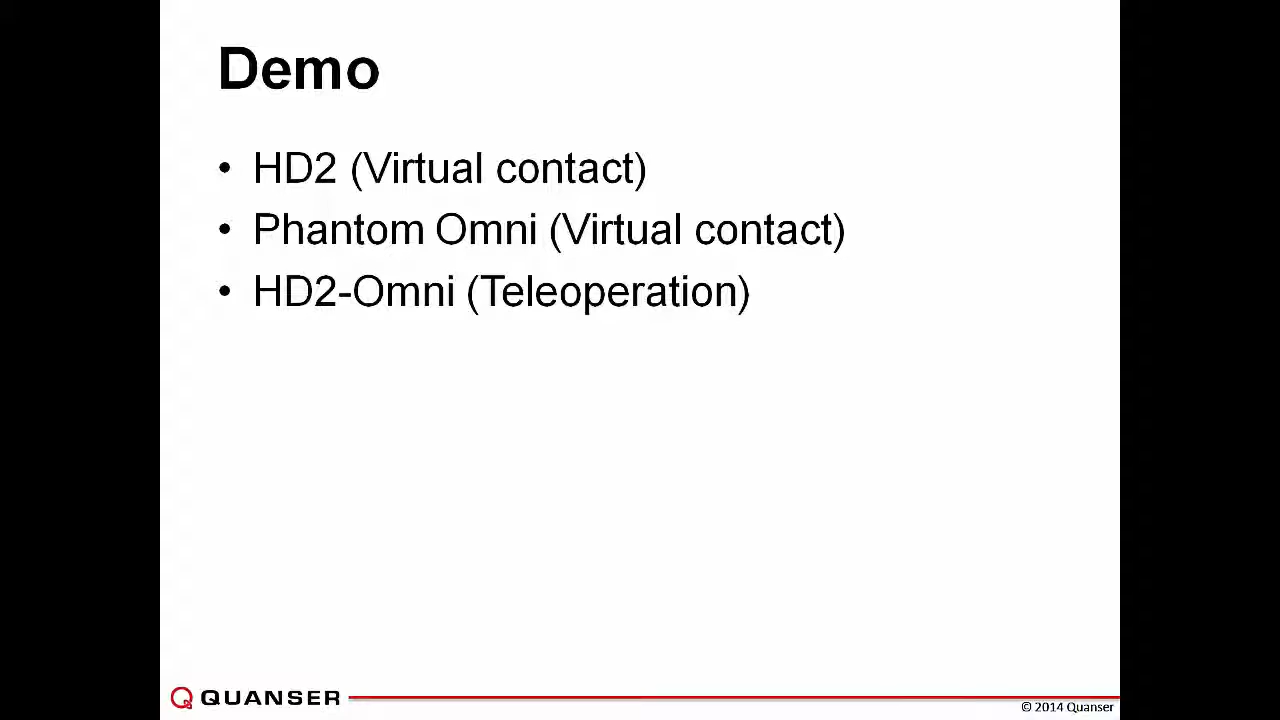 Demo
• HD2 (Virtual contact)
• Phantom Omni (Virtual contact)
• HD2-Omni (Teleoperation)
QUANSER
© 2014 Quanser